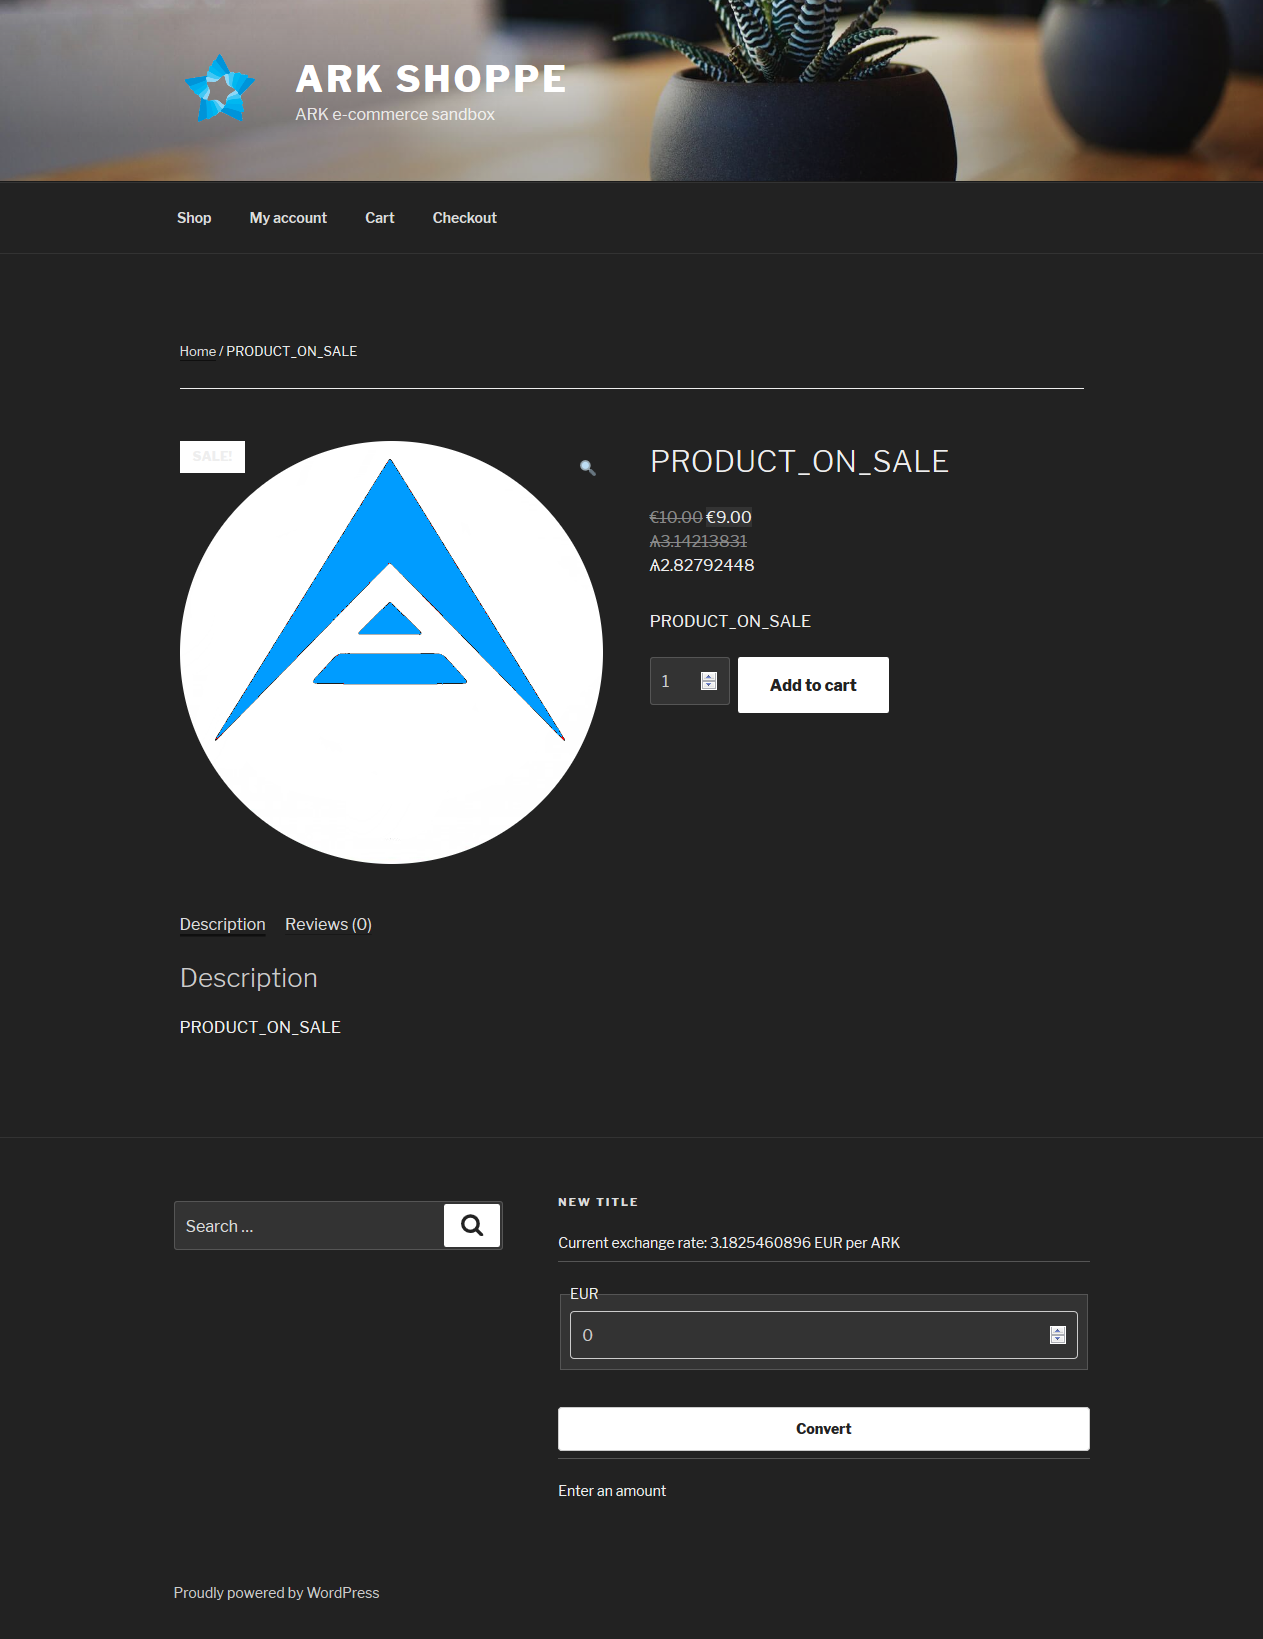 ARK SHOPPE
ARK e-commerce sandbox
Shop My account Cart Checkout
Home / PRODUCT_ON_SALE
SALE!
PRODUCT_ON_SALE
€10.00 €9.00
Ѧ3.14213831
Ѧ2.82792448
PRODUCT_ON_SALE
1 Add to cart
Description Reviews (0)
Description
PRODUCT_ON_SALE
Search …
NEW TITLE
Current exchange rate: 3.1825460896 EUR per ARK
EUR
0
Convert
Enter an amount
Proudly powered by WordPress